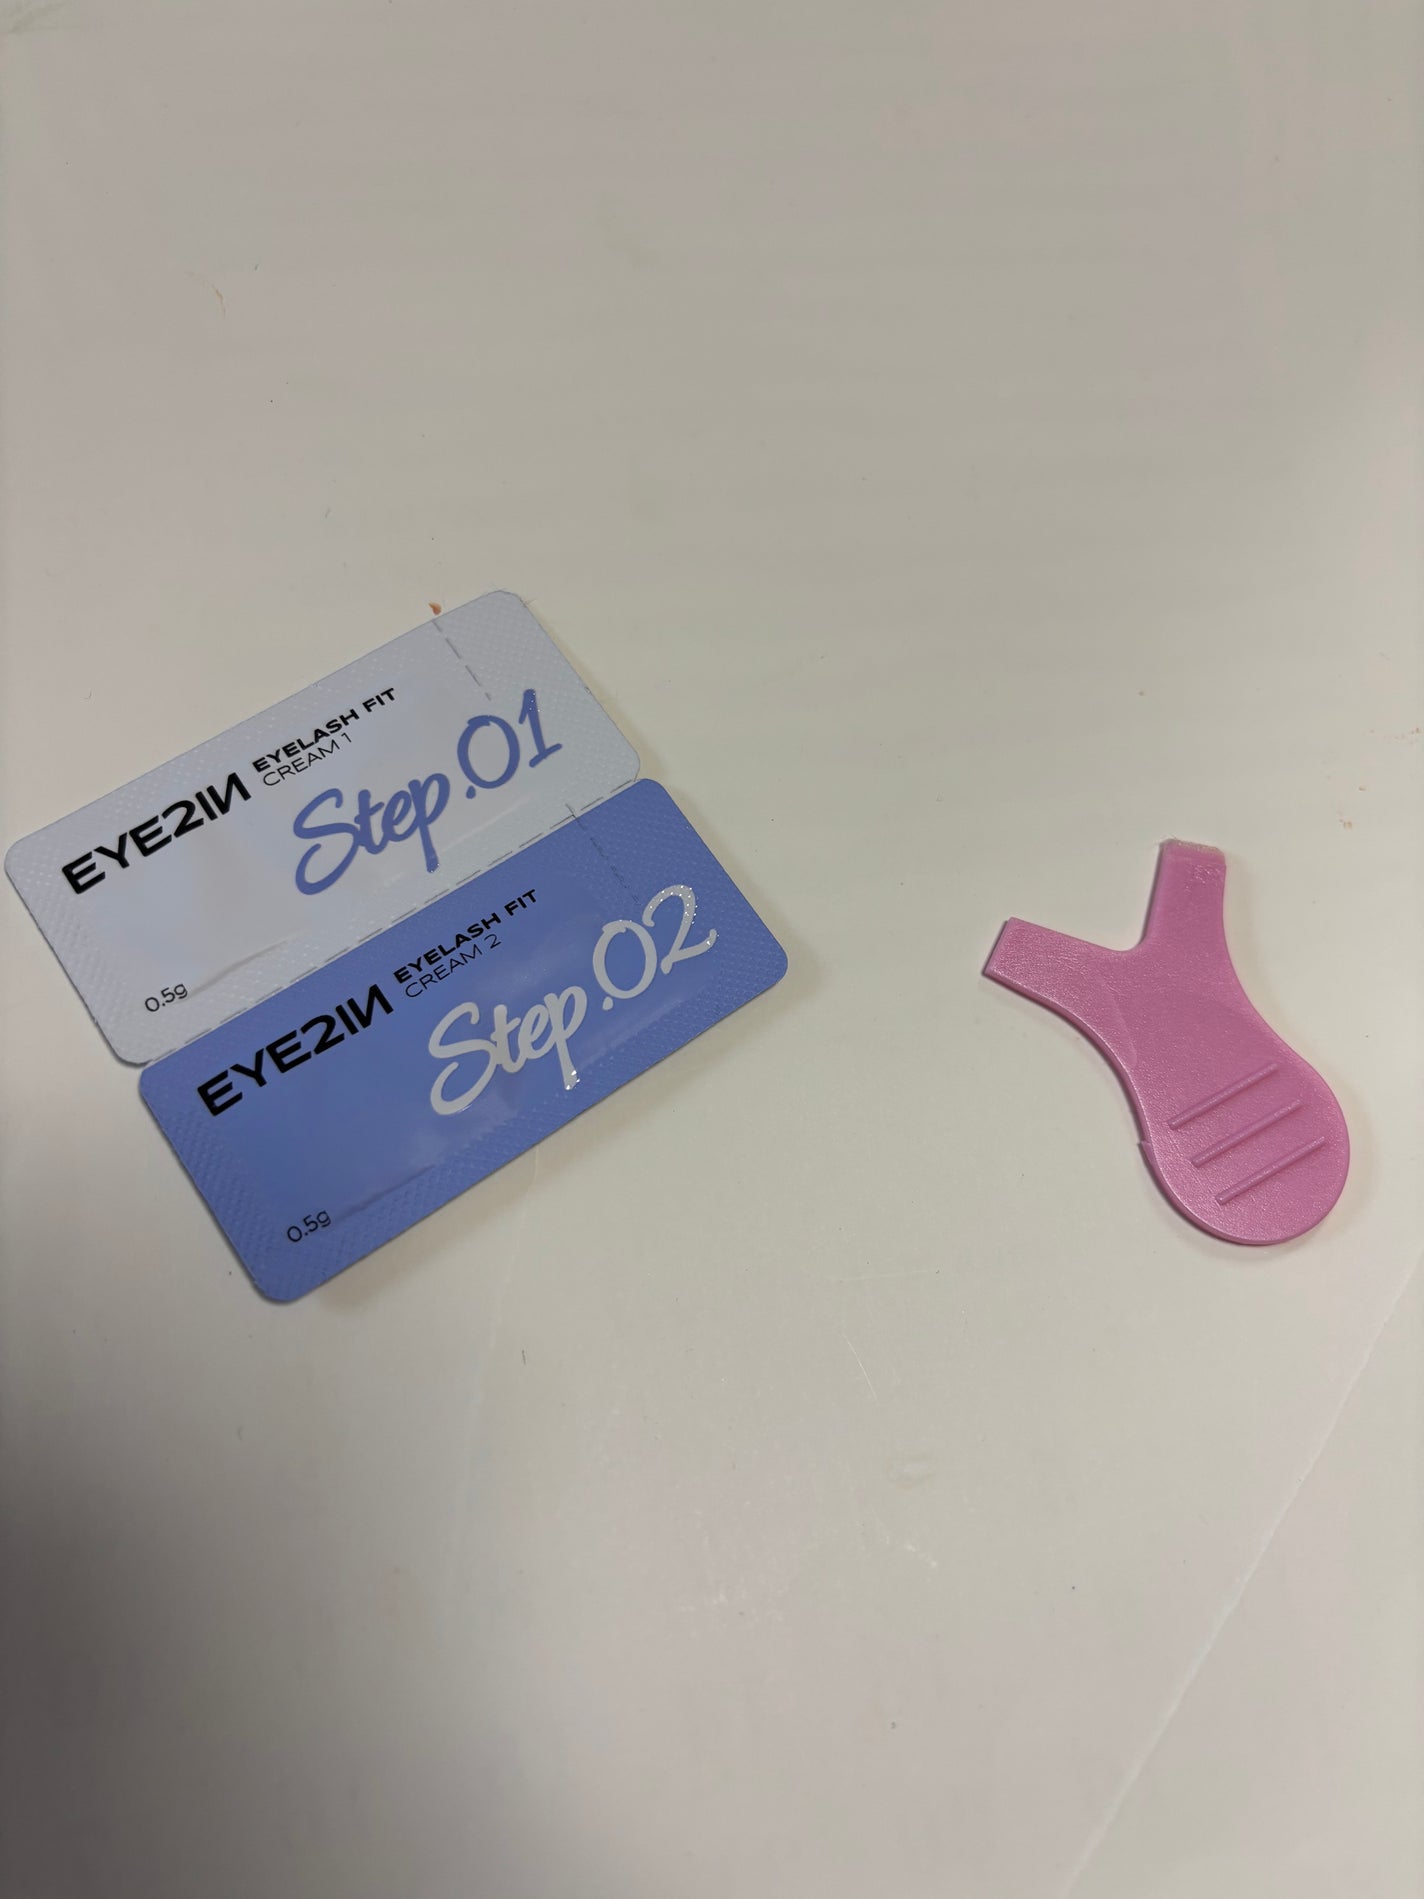 EYE2IN EYELASH FIT
CREAM 1
Step.01
0.5g
EYE2IN EYELASH FIT
CREAM 2
Step.02
0.5g